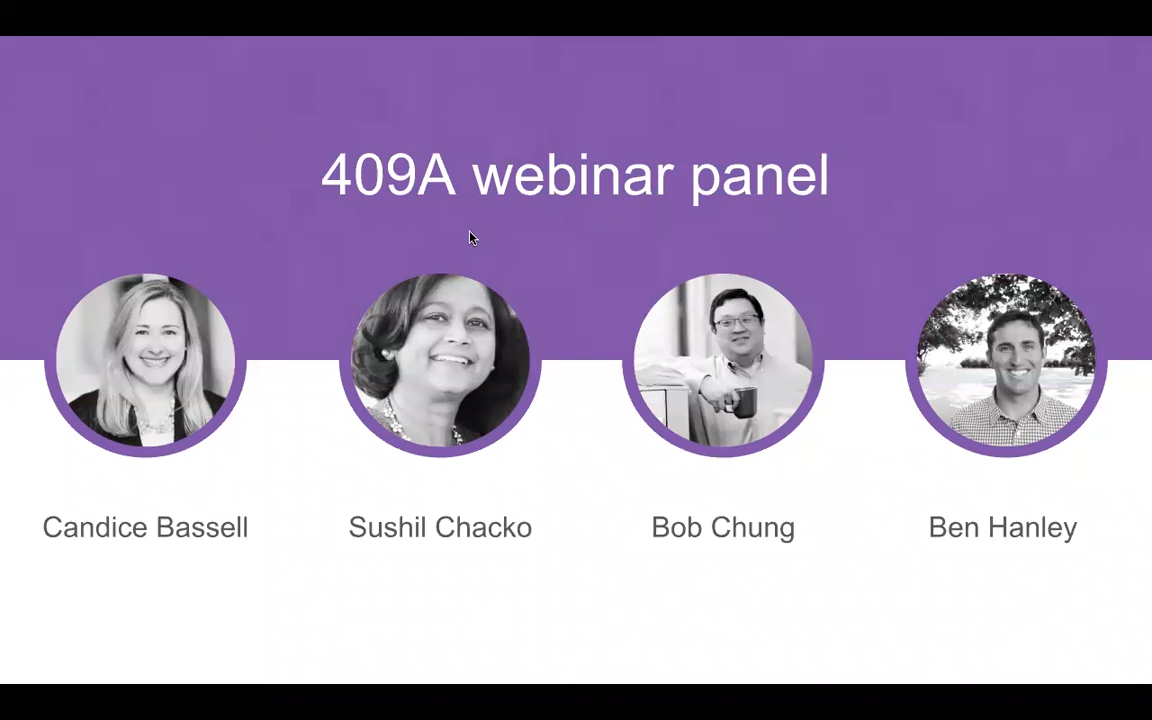 409A webinar panel
Candice Bassell
Sushil Chacko
Bob Chung
Ben Hanley